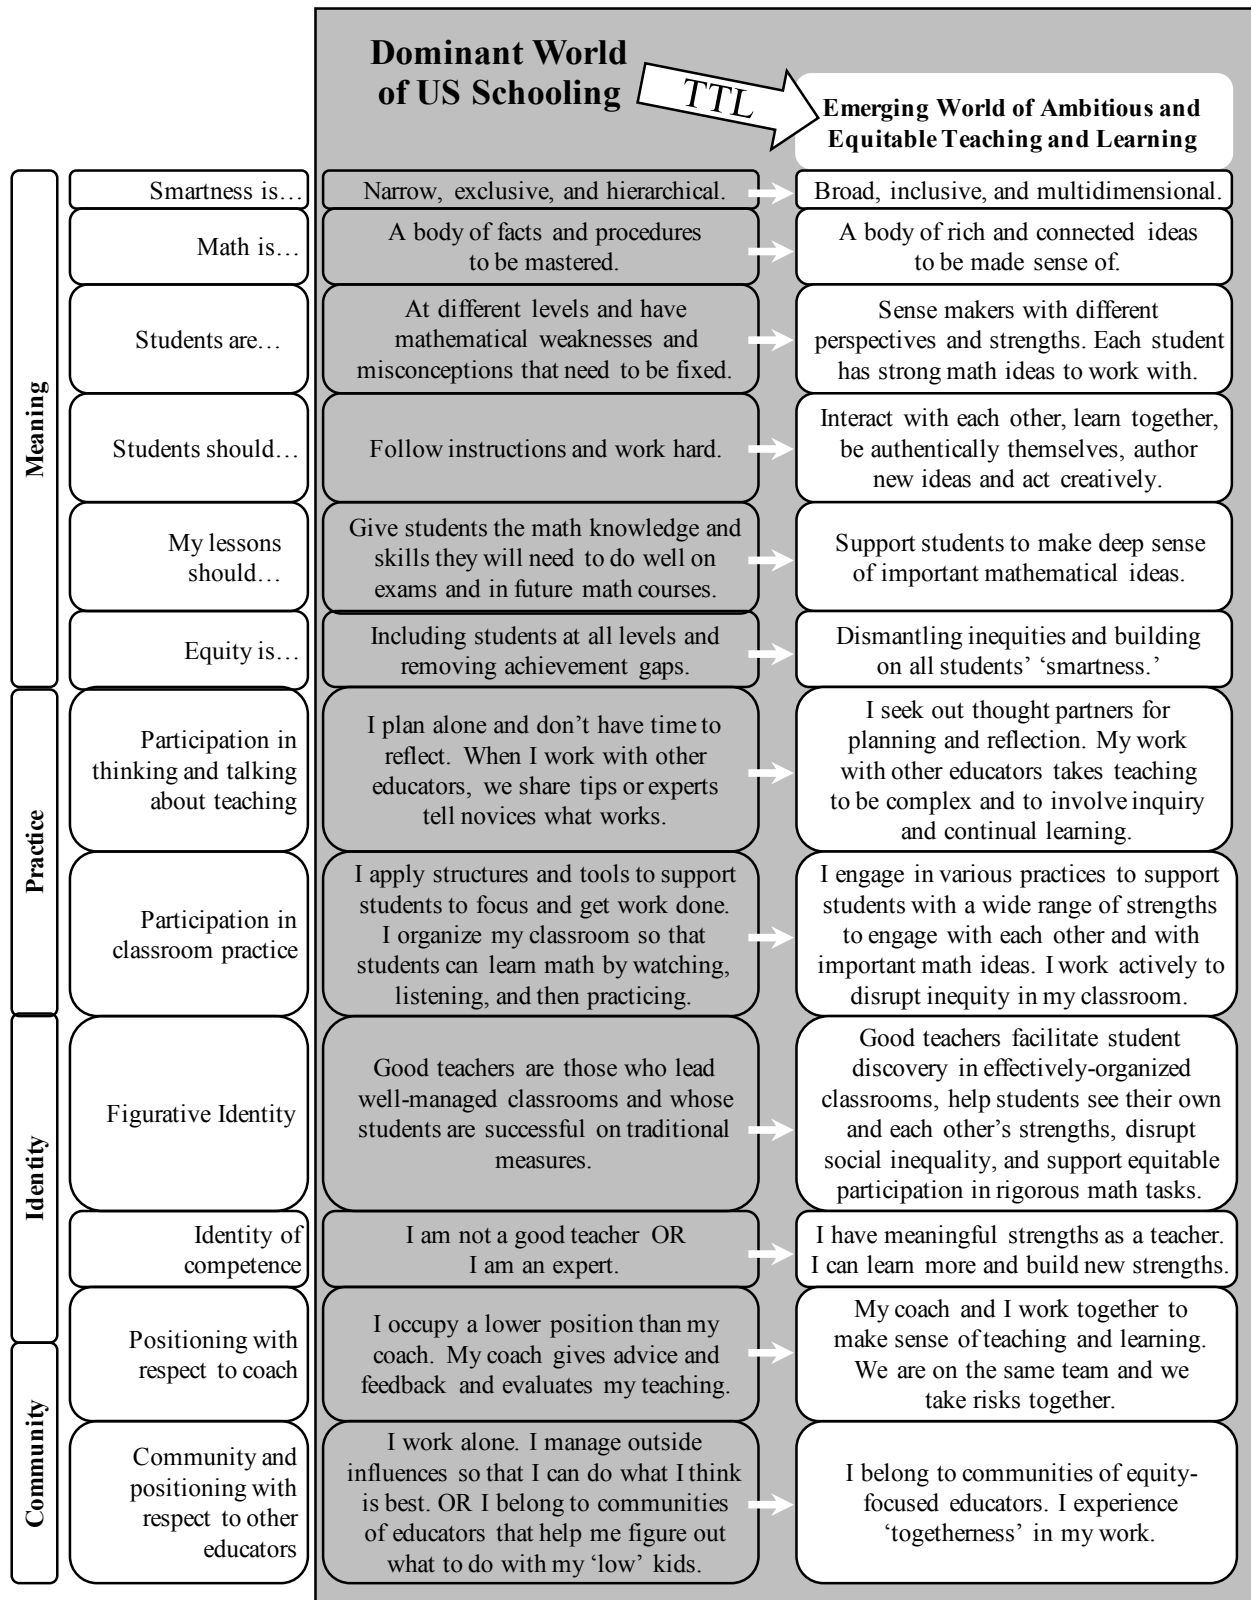 Dominant World
of US Schooling
TTL
Emerging World of Ambitious and
Equitable Teaching and Learning
Meaning
Smartness is…
Narrow, exclusive, and hierarchical.
Broad, inclusive, and multidimensional.
Math is…
A body of facts and procedures
to be mastered.
A body of rich and connected ideas
to be made sense of.
Students are…
At different levels and have
mathematical weaknesses and
misconceptions that need to be fixed.
Sense makers with different
perspectives and strengths. Each student
has strong math ideas to work with.
Students should…
Follow instructions and work hard.
Interact with each other, learn together,
be authentically themselves, author
new ideas and act creatively.
My lessons
should…
Give students the math knowledge and
skills they will need to do well on
exams and in future math courses.
Support students to make deep sense
of important mathematical ideas.
Equity is…
Including students at all levels and
removing achievement gaps.
Dismantling inequities and building
on all students’ ‘smartness.’
Practice
Participation in
thinking and talking
about teaching
I plan alone and don’t have time to
reflect. When I work with other
educators, we share tips or experts
tell novices what works.
I seek out thought partners for
planning and reflection. My work
with other educators takes teaching
to be complex and to involve inquiry
and continual learning.
Participation in
classroom practice
I apply structures and tools to support
students to focus and get work done.
I organize my classroom so that
students can learn math by watching,
listening, and then practicing.
I engage in various practices to support
students with a wide range of strengths
to engage with each other and with
important math ideas. I work actively to
disrupt inequity in my classroom.
Identity
Figurative Identity
Good teachers are those who lead
well-managed classrooms and whose
students are successful on traditional
measures.
Good teachers facilitate student
discovery in effectively-organized
classrooms, help students see their own
and each other’s strengths, disrupt
social inequality, and support equitable
participation in rigorous math tasks.
Identity of
competence
I am not a good teacher OR
I am an expert.
I have meaningful strengths as a teacher.
I can learn more and build new strengths.
Community
Positioning with
respect to coach
I occupy a lower position than my
coach. My coach gives advice and
feedback and evaluates my teaching.
My coach and I work together to
make sense of teaching and learning.
We are on the same team and we
take risks together.
Community and
positioning with
respect to other
educators
I work alone. I manage outside
influences so that I can do what I think
is best. OR I belong to communities
of educators that help me figure out
what to do with my ‘low’ kids.
I belong to communities of equity-
focused educators. I experience
‘togetherness’ in my work.